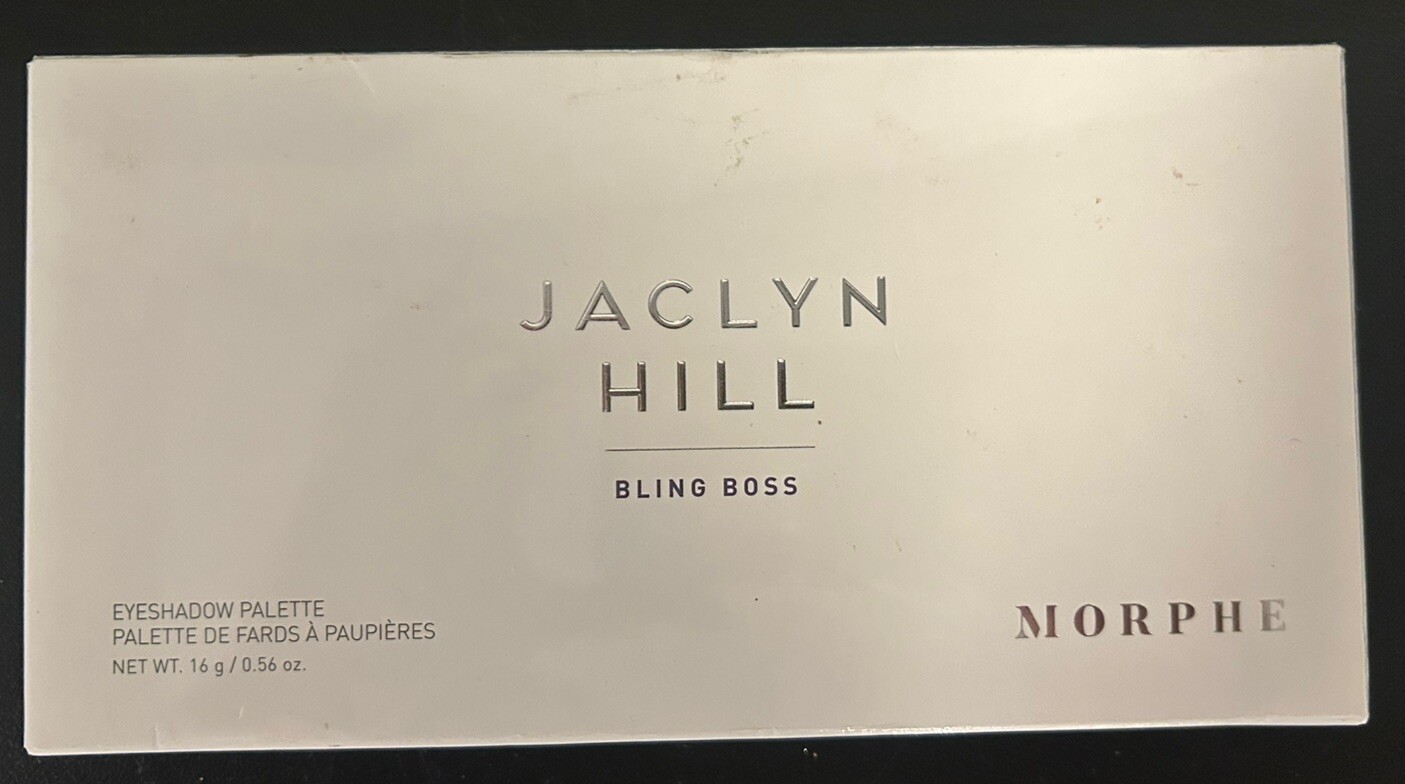 JACLYN
HILL
BLING BOSS
EYESHADOW PALETTE
PALETTE DE FARDS À PAUPIÈRES
NET WT. 16 g / 0.56 oz.
MORPHE